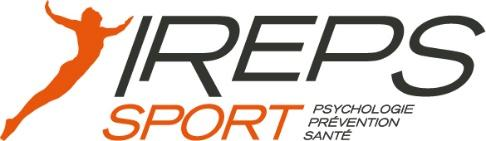 IREPS
SPORT
PSYCHOLOGIE
PRÉVENTION
SANTÉ